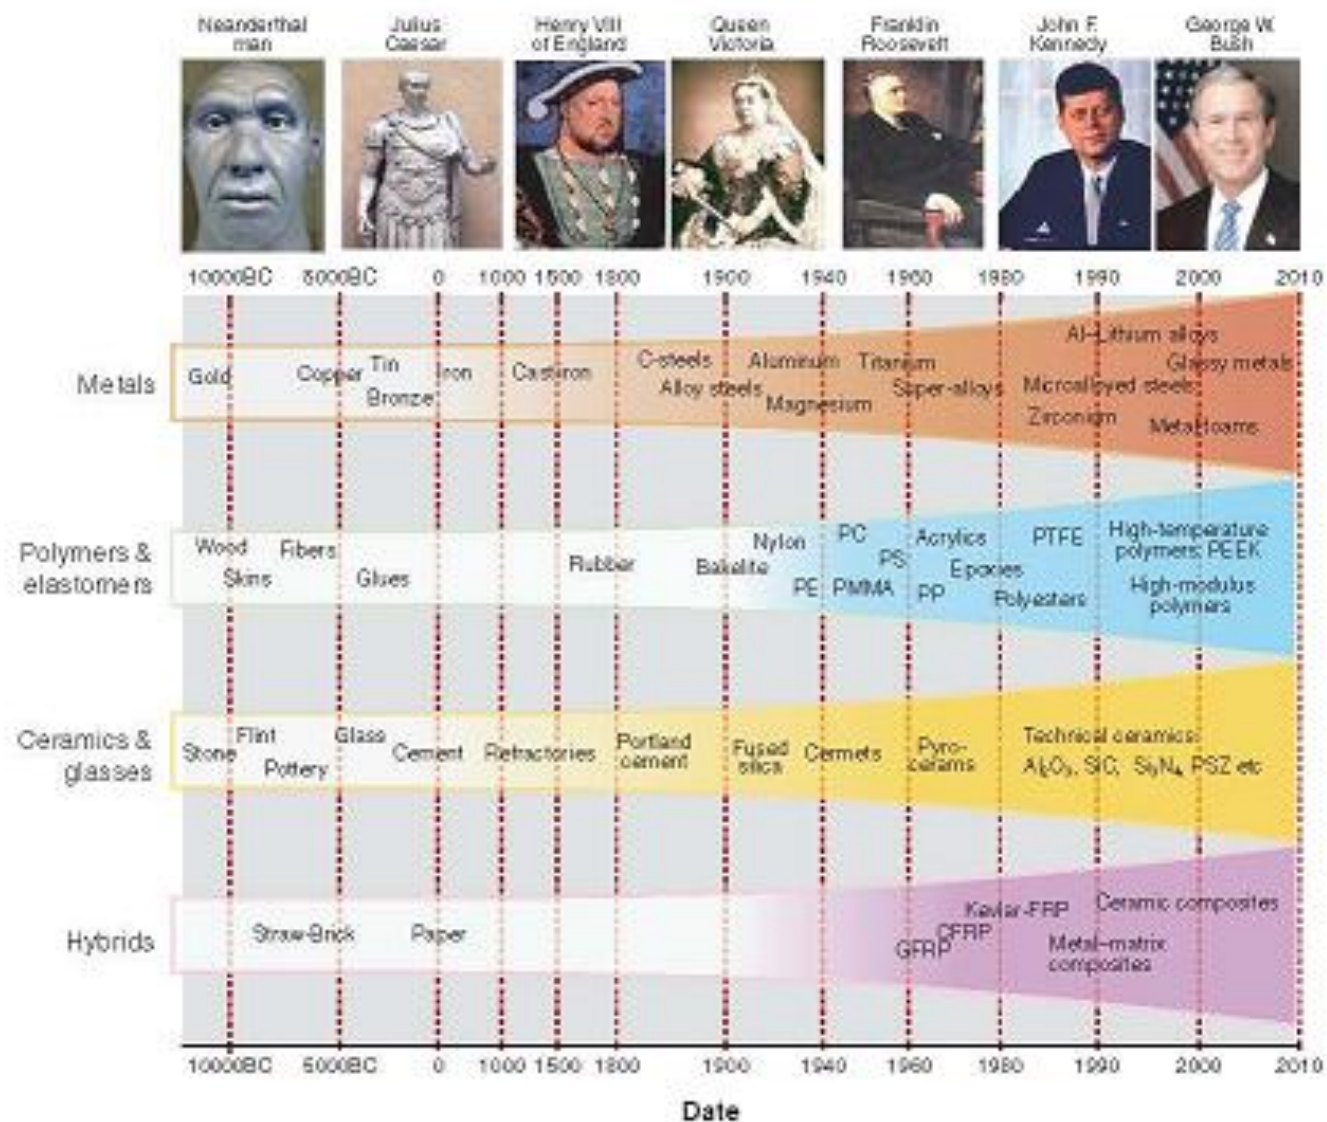 Neanderthal
man
Julius
Caesar
Henry VIII
of England
Queen
Victoria
Franklin
Roosevelt
John F.
Kennedy
George W.
Bush
10000BC 5000BC 0 1000 1500 1800 1900 1940 1960 1980 1990 2000 2010
Metals
Gold
Copper
Tin
Bronze
Iron
Cast iron
C-steels
Alloy steels
Aluminum
Magnesium
Titanium
Super-alloys
Al-Lithium alloys
Glassy metals
Microalloyed steels
Zirconium
Metal foams
Polymers &
elastomers
Wood
Skins
Fibers
Glues
Rubber
Bakelite
Nylon
PE
PC
PS
PMMA
Acrylics
Epoxies
PP
PTFE
Polyesters
High-temperature
polymers: PEEK
High-modulus
polymers
Ceramics &
glasses
Stone
Flint
Pottery
Glass
Cement
Refractories
Portland
cement
Fused
silica
Cermets
Pyro-
cerams
Technical ceramics:
Al₂O₃, SiC, Si₃N₄, PSZ etc
Hybrids
Straw-Brick
Paper
GFRP
CFRP
Kevlar-FRP
Metal-matrix
composites
Ceramic composites
10000BC 5000BC 0 1000 1500 1800 1900 1940 1960 1980 1990 2000 2010
Date